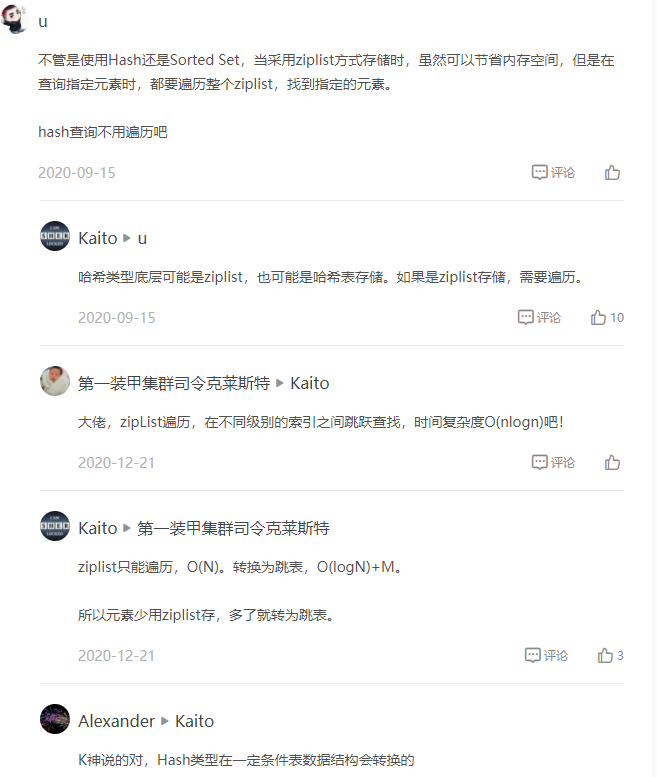 u
不管是使用Hash还是Sorted Set，当采用ziplist方式存储时，虽然可以节省内存空间，但是在
查询指定元素时，都要遍历整个ziplist，找到指定的元素。
hash查询不用遍历吧
2020-09-15 评论
Kaito ▸ u
哈希类型底层可能是ziplist，也可能是哈希表存储。如果是ziplist存储，需要遍历。
2020-09-15 评论 10
第一装甲集群司令克莱斯特 ▸ Kaito
大佬，zipList遍历，在不同级别的索引之间跳跃查找，时间复杂度O(nlogn)吧！
2020-12-21 评论
Kaito ▸ 第一装甲集群司令克莱斯特
ziplist只能遍历，O(N)。转换为跳表，O(logN)+M。
所以元素少用ziplist存，多了就转为跳表。
2020-12-21 评论 3
Alexander ▸ Kaito
K神说的对，Hash类型在一定条件表数据结构会转换的